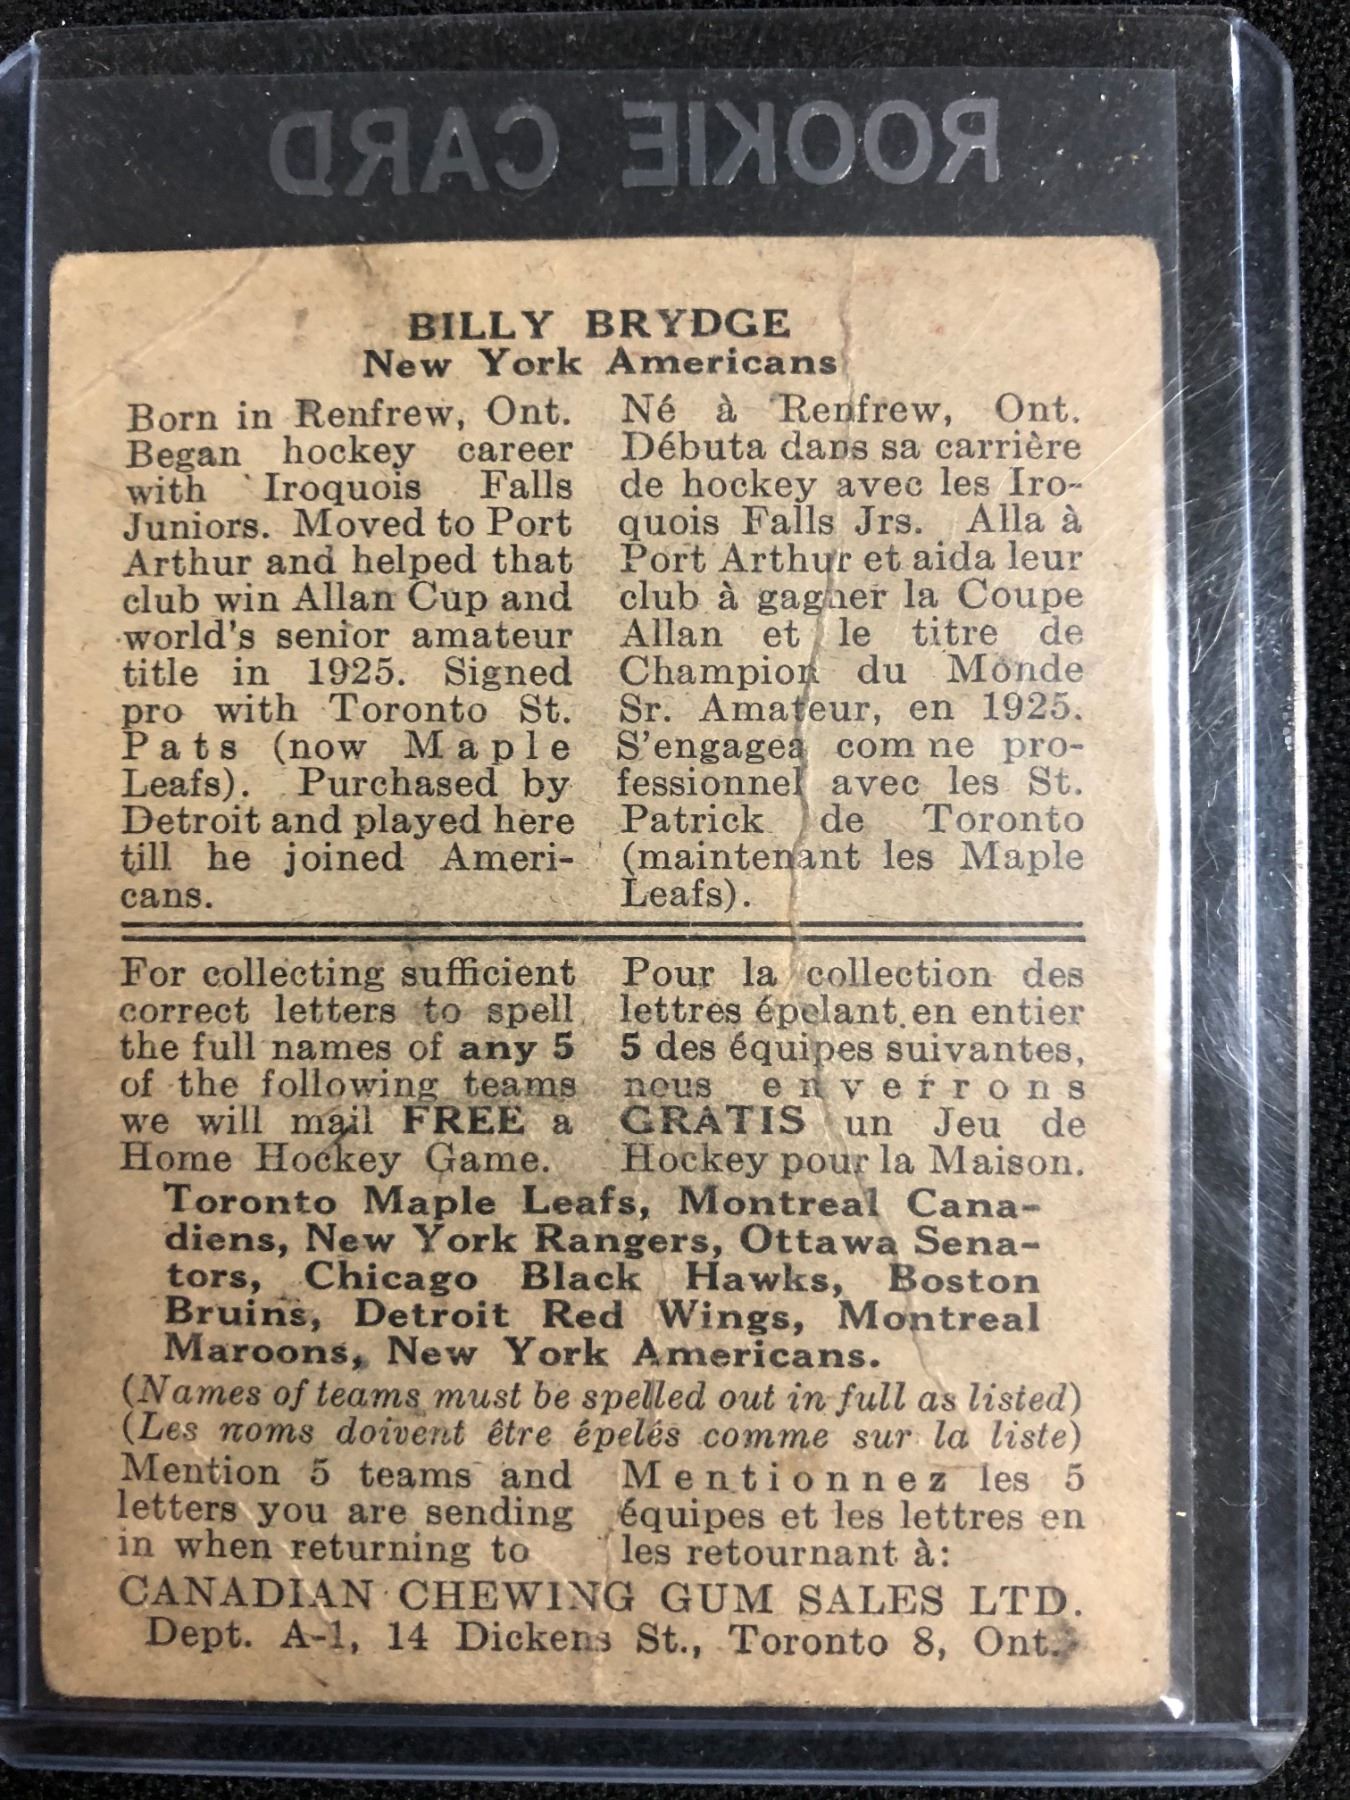 ROOKIE CARD
BILLY BRYDGE
New York Americans
Born in Renfrew, Ont.
Began hockey career
with Iroquois Falls
Juniors. Moved to Port
Arthur and helped that
club win Allan Cup and
world's senior amateur
title in 1925. Signed
pro with Toronto St.
Pats (now Maple
Leafs). Purchased by
Detroit and played here
till he joined Ameri-
cans.
Né à Renfrew, Ont.
Débuta dans sa carrière
de hockey avec les Iro-
quois Falls Jrs. Alla à
Port Arthur et aida leur
club à gagner la Coupe
Allan et le titre de
Champion du Monde
Sr. Amateur, en 1925.
S'engagea com ne pro-
fessionnel avec les St.
Patrick de Toronto
(maintenant les Maple
Leafs).
For collecting sufficient
correct letters to spell
the full names of any 5
of the following teams
we will mail FREE a
Home Hockey Game.
Pour la collection des
lettres épelant en entier
5 des équipes suivantes,
nous enverrons
GRATIS un Jeu de
Hockey pour la Maison.
Toronto Maple Leafs, Montreal Cana-
diens, New York Rangers, Ottawa Sena-
tors, Chicago Black Hawks, Boston
Bruins, Detroit Red Wings, Montreal
Maroons, New York Americans.
(Names of teams must be spelled out in full as listed)
(Les noms doivent être épelés comme sur la liste)
Mention 5 teams and
letters you are sending
in when returning to
Mentionnez les 5
équipes et les lettres en
les retournant à:
CANADIAN CHEWING GUM SALES LTD.
Dept. A-1, 14 Dickens St., Toronto 8, Ont.